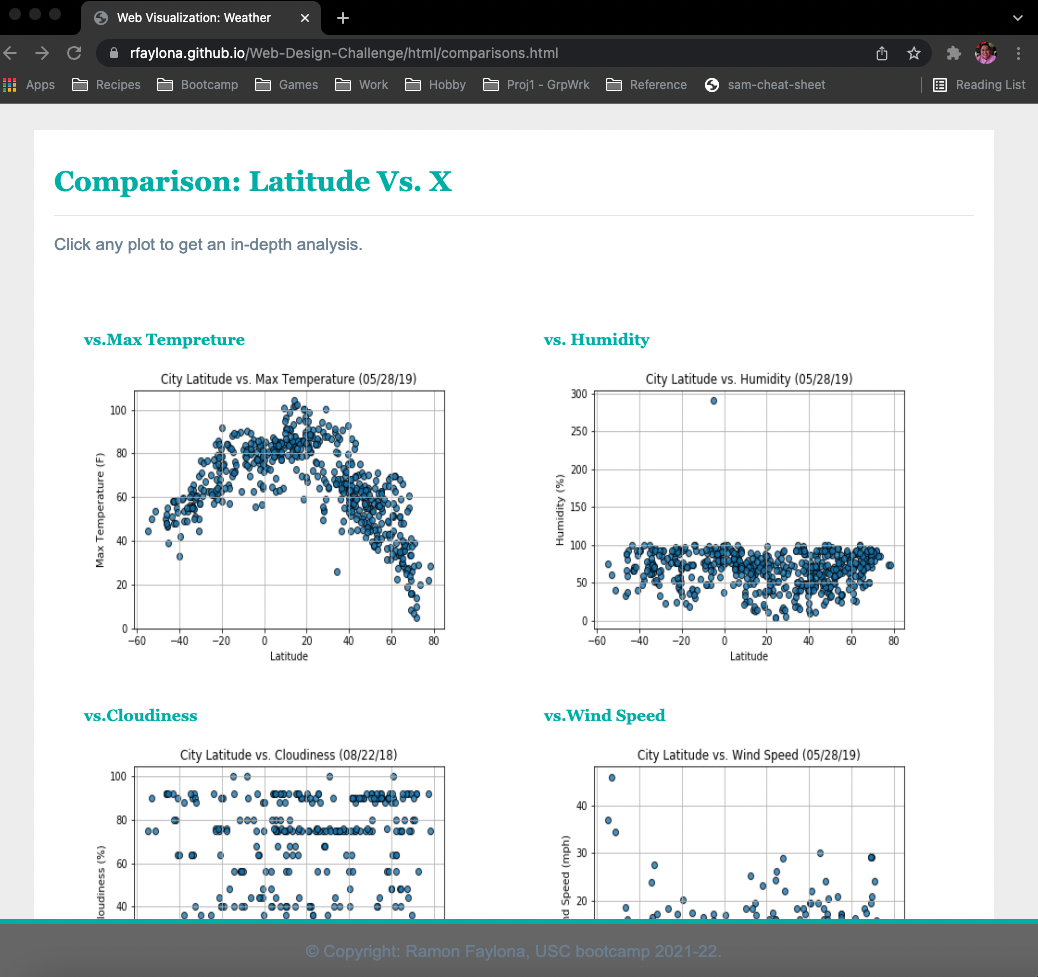 Web Visualization: Weather
rfaylona.github.io/Web-Design-Challenge/html/comparisons.html
Apps Recipes Bootcamp Games Work Hobby Proj1 - GrpWrk Reference sam-cheat-sheet Reading List
Comparison: Latitude Vs. X
Click any plot to get an in-depth analysis.
vs.Max Tempreture
City Latitude vs. Max Temperature (05/28/19)
Max Temperature (F)
100
80
60
40
20
0
−60 −40 −20 0 20 40 60 80
Latitude
vs. Humidity
City Latitude vs. Humidity (05/28/19)
Humidity (%)
300
250
200
150
100
50
0
−60 −40 −20 0 20 40 60 80
Latitude
vs.Cloudiness
City Latitude vs. Cloudiness (08/22/18)
loudiness (%)
100
80
60
40
vs.Wind Speed
City Latitude vs. Wind Speed (05/28/19)
nd Speed (mph)
40
30
20
© Copyright: Ramon Faylona, USC bootcamp 2021-22.